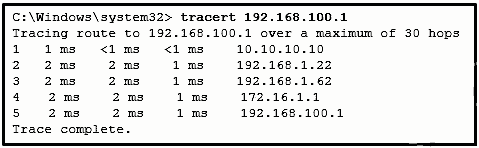 C:\Windows\system32> tracert 192.168.100.1
Tracing route to 192.168.100.1 over a maximum of 30 hops
1 1 ms <1 ms <1 ms 10.10.10.10
2 2 ms 2 ms 1 ms 192.168.1.22
3 2 ms 2 ms 1 ms 192.168.1.62
4 2 ms 2 ms 1 ms 172.16.1.1
5 2 ms 2 ms 1 ms 192.168.100.1
Trace complete.